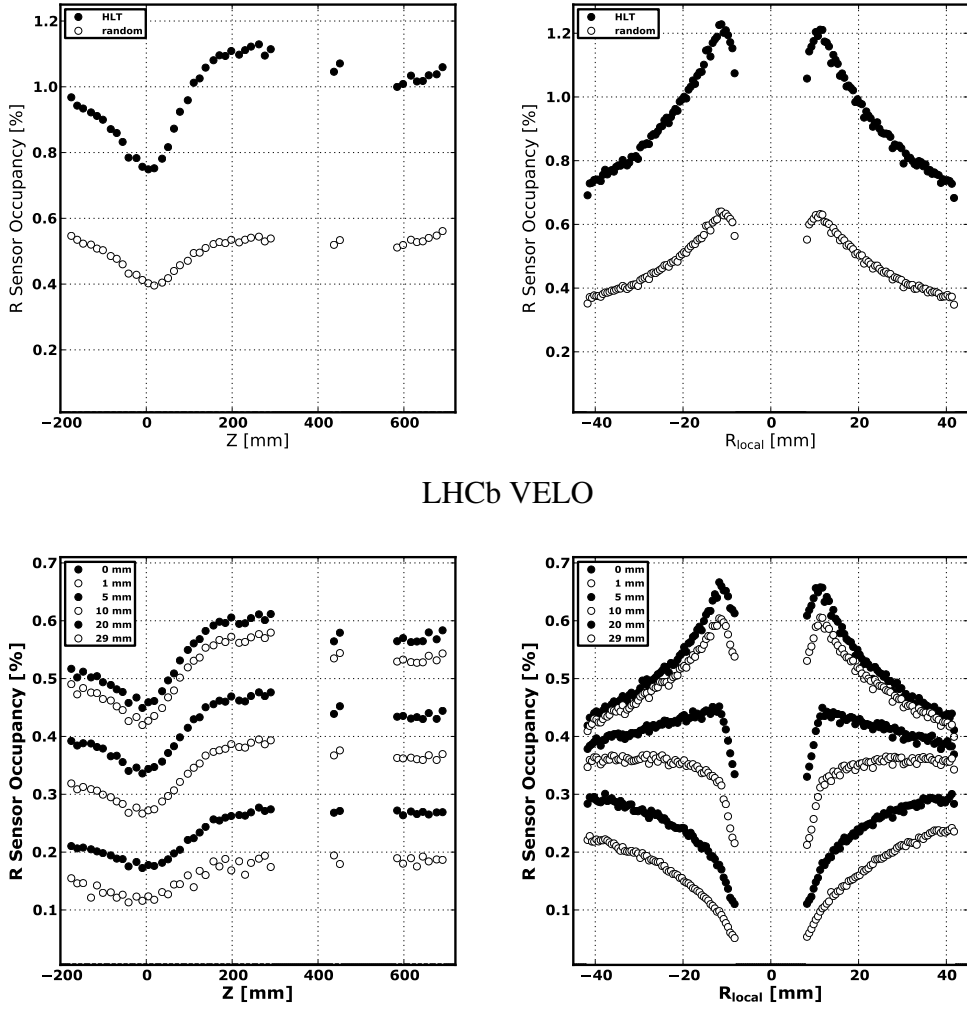 1.2
1.0
0.8
0.6
0.4
0.2
R Sensor Occupancy [%]
HLT
random
−200
0
200
400
600
Z [mm]
1.2
1.0
0.8
0.6
0.4
0.2
R Sensor Occupancy [%]
HLT
random
−40
−20
0
20
40
R_local [mm]
LHCb VELO
0.7
0.6
0.5
0.4
0.3
0.2
0.1
R Sensor Occupancy [%]
0 mm
1 mm
5 mm
10 mm
20 mm
29 mm
−200
0
200
400
600
Z [mm]
0.7
0.6
0.5
0.4
0.3
0.2
0.1
R Sensor Occupancy [%]
0 mm
1 mm
5 mm
10 mm
20 mm
29 mm
−40
−20
0
20
40
R_local [mm]